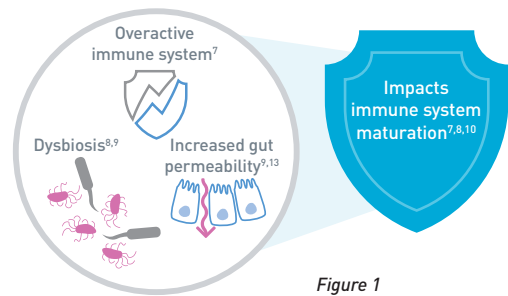 Overactive
immune system7
Dysbiosis8,9
Increased gut
permeability9,13
Impacts
immune system
maturation7,8,10
Figure 1